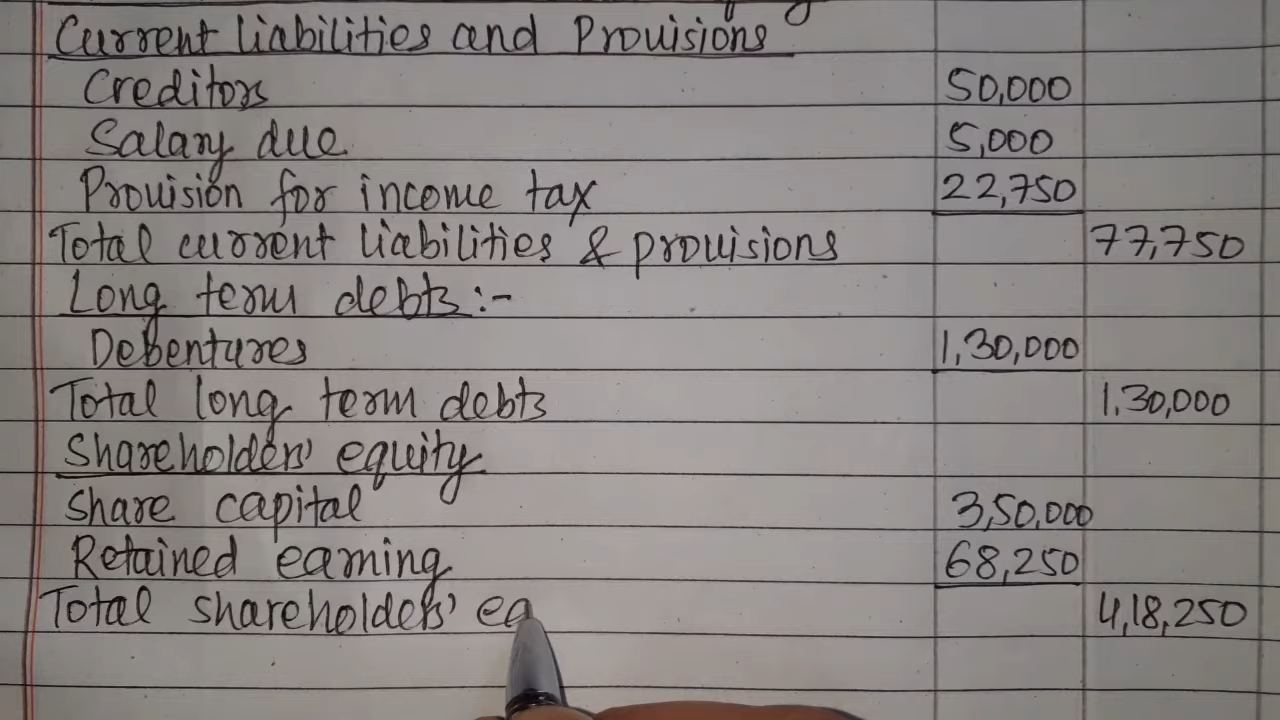 Current liabilities and Provisions
Creditors 50,000
Salary due 5,000
Provision for income tax 22,750
Total current liabilities & provisions 77,750
Long term debts:-
Debentures 1,30,000
Total long term debts 1,30,000
Shareholders' equity
Share capital 3,50,000
Retained earning 68,250
Total shareholders' eq 4,18,250